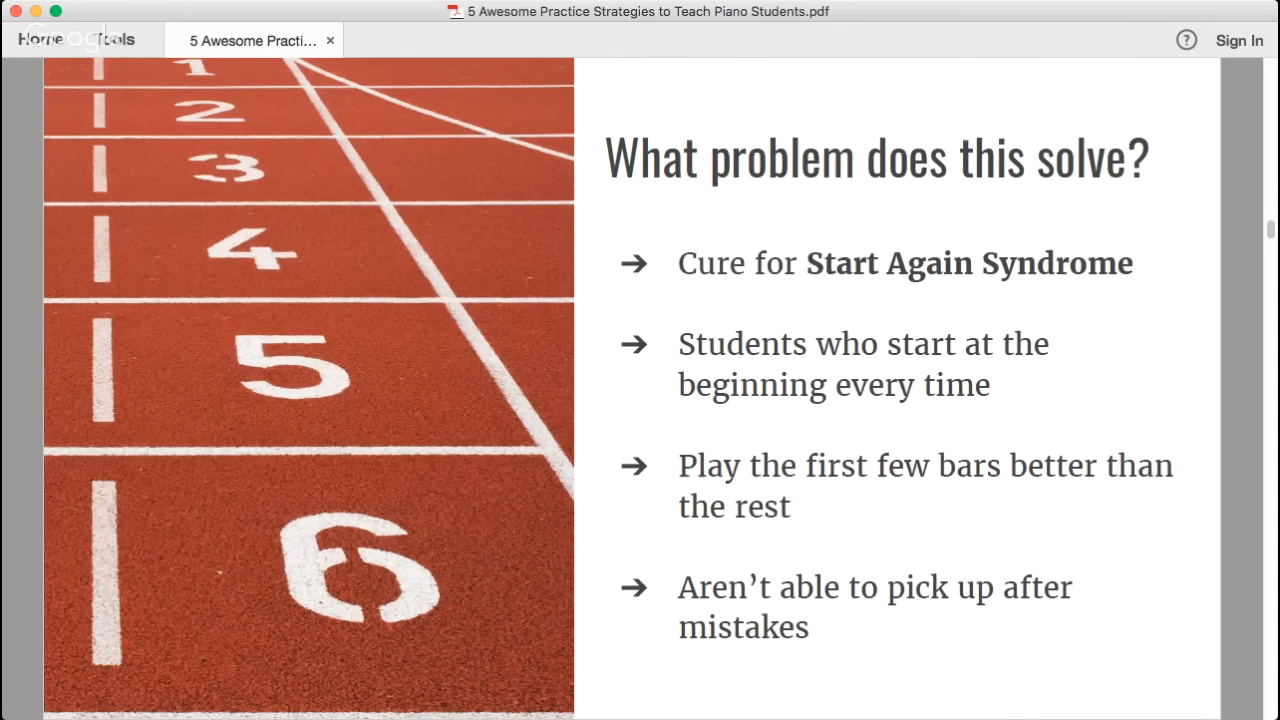 5 Awesome Practice Strategies to Teach Piano Students.pdf
Home Tools 5 Awesome Practi... × ? Sign In
Google
1
2
3
4
5
6
What problem does this solve?
➔ Cure for Start Again Syndrome
➔ Students who start at the
beginning every time
➔ Play the first few bars better than
the rest
➔ Aren’t able to pick up after
mistakes